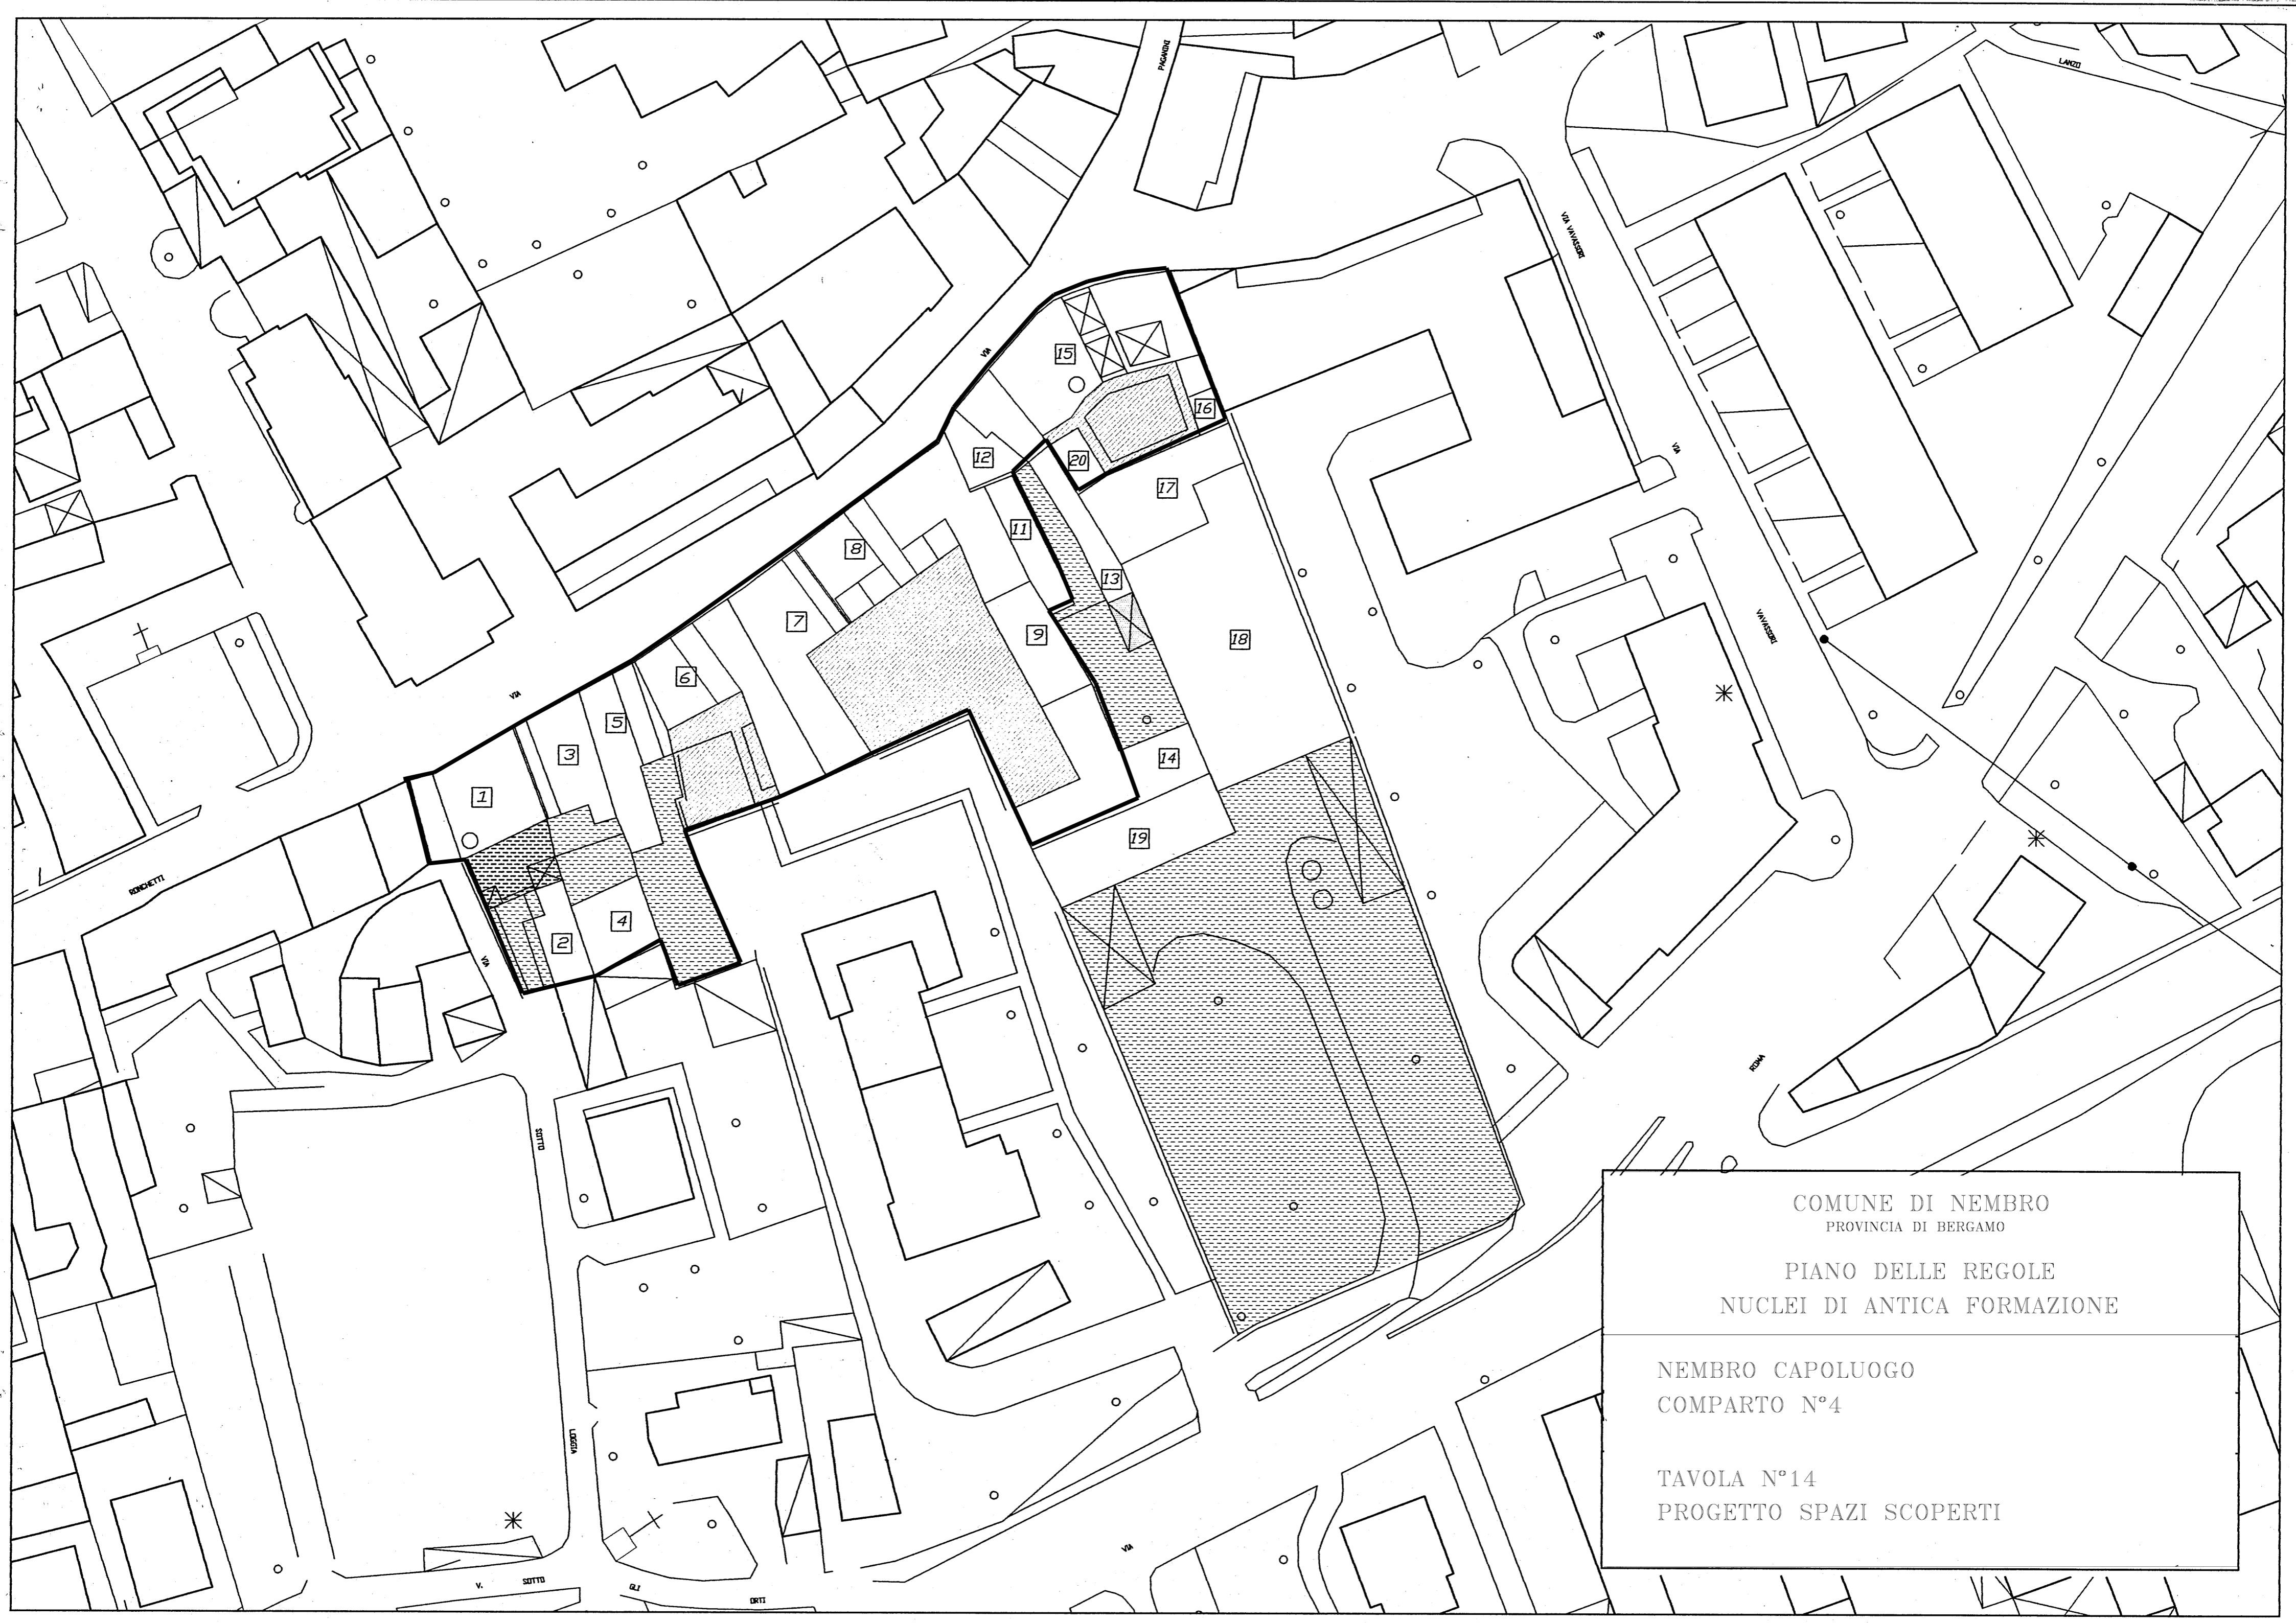 PAGANINI
VIA
LANZO
VIA VAVASSORI
VIA
15
16
VIA
12
20
17
11
8
13
7
9
18
VAVASSORI
6
VIA
5
3
14
1
19
RONCHETTI
4
2
VIA
ROMA
SOTTO
COMUNE DI NEMBRO
PROVINCIA DI BERGAMO
PIANO DELLE REGOLE
NUCLEI DI ANTICA FORMAZIONE
NEMBRO CAPOLUOGO
COMPARTO N°4
TAVOLA N°14
PROGETTO SPAZI SCOPERTI
LOGGIA
VIA
V. SOTTO GLI ORTI